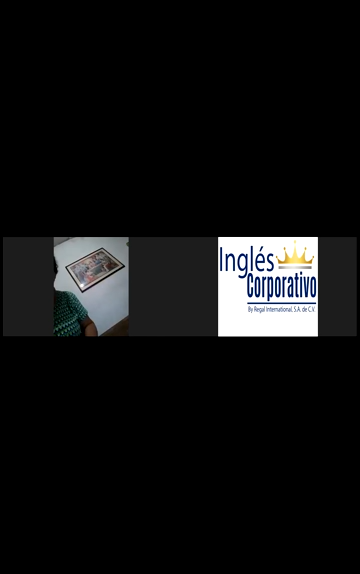 Inglés
Corporativo
By Regal International, S.A. de C.V.